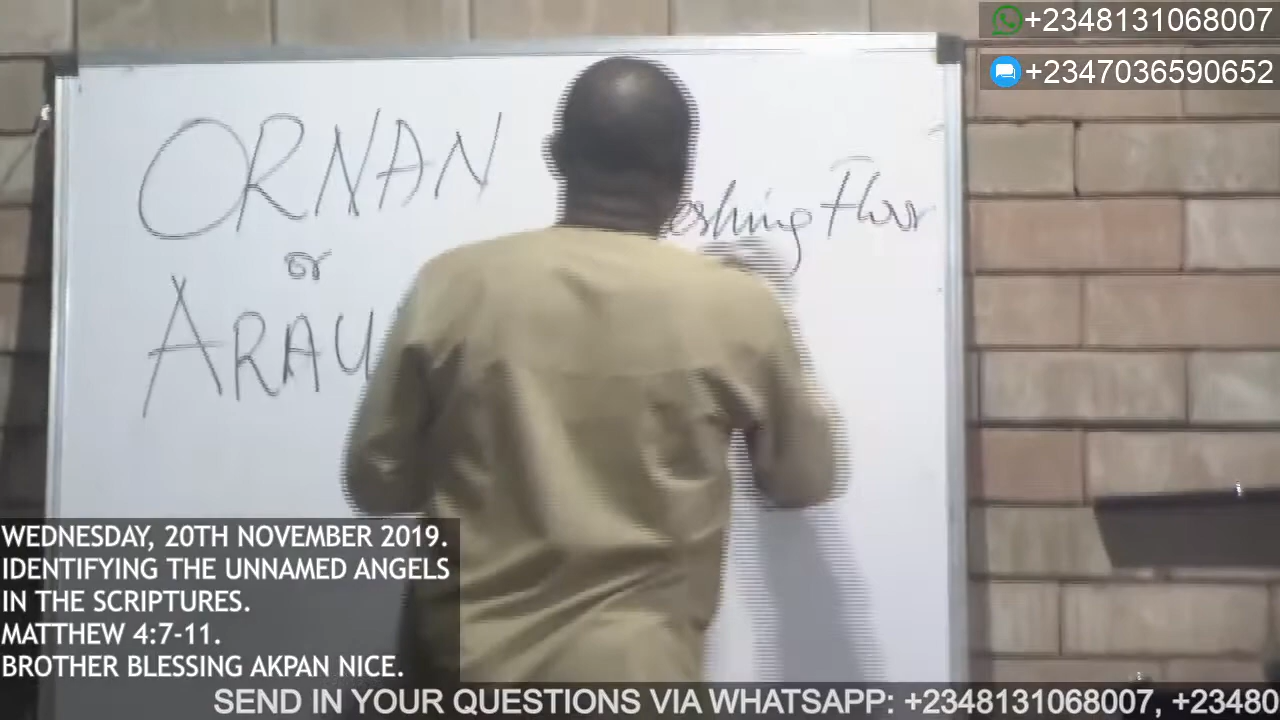 +2348131068007
+2347036590652
ORNAN
or
ARAU
eshing Floor
WEDNESDAY, 20TH NOVEMBER 2019.
IDENTIFYING THE UNNAMED ANGELS
IN THE SCRIPTURES.
MATTHEW 4:7-11.
BROTHER BLESSING AKPAN NICE.
SEND IN YOUR QUESTIONS VIA WHATSAPP: +2348131068007, +23480